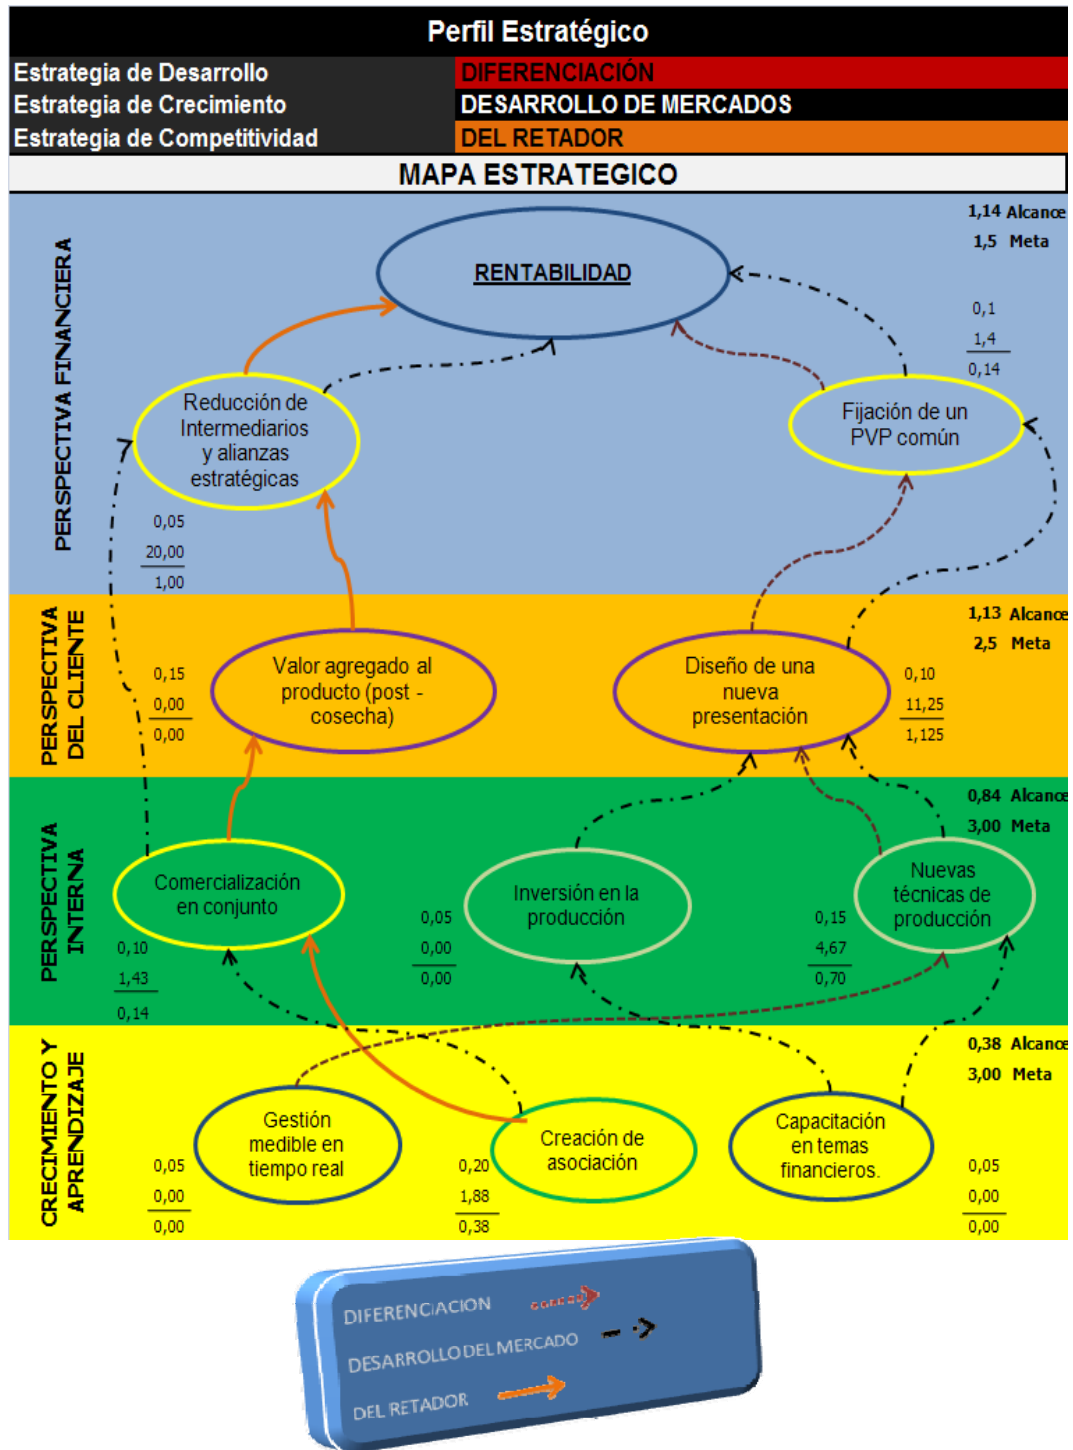 Perfil Estratégico
Estrategia de Desarrollo DIFERENCIACIÓN
Estrategia de Crecimiento DESARROLLO DE MERCADOS
Estrategia de Competitividad DEL RETADOR
MAPA ESTRATEGICO
PERSPECTIVA FINANCIERA
1,14 Alcance
1,5 Meta
RENTABILIDAD
0,1
1,4
0,14
Reducción de
Intermediarios
y alianzas
estratégicas
Fijación de un
PVP común
0,05
20,00
1,00
PERSPECTIVA
DEL CLIENTE
1,13 Alcance
2,5 Meta
0,15
0,00
0,00
Valor agregado al
producto (post -
cosecha)
Diseño de una
nueva
presentación
0,10
11,25
1,125
PERSPECTIVA
INTERNA
0,84 Alcance
3,00 Meta
Comercialización
en conjunto
0,10
1,43
0,14
Inversión en la
producción
0,05
0,00
0,00
Nuevas
técnicas de
producción
0,15
4,67
0,70
CRECIMIENTO Y
APRENDIZAJE
0,38 Alcance
3,00 Meta
Gestión
medible en
tiempo real
0,05
0,00
0,00
Creación de
asociación
0,20
1,88
0,38
Capacitación
en temas
financieros.
0,05
0,00
0,00
DIFERENCIACION
DESARROLLO DEL MERCADO
DEL RETADOR